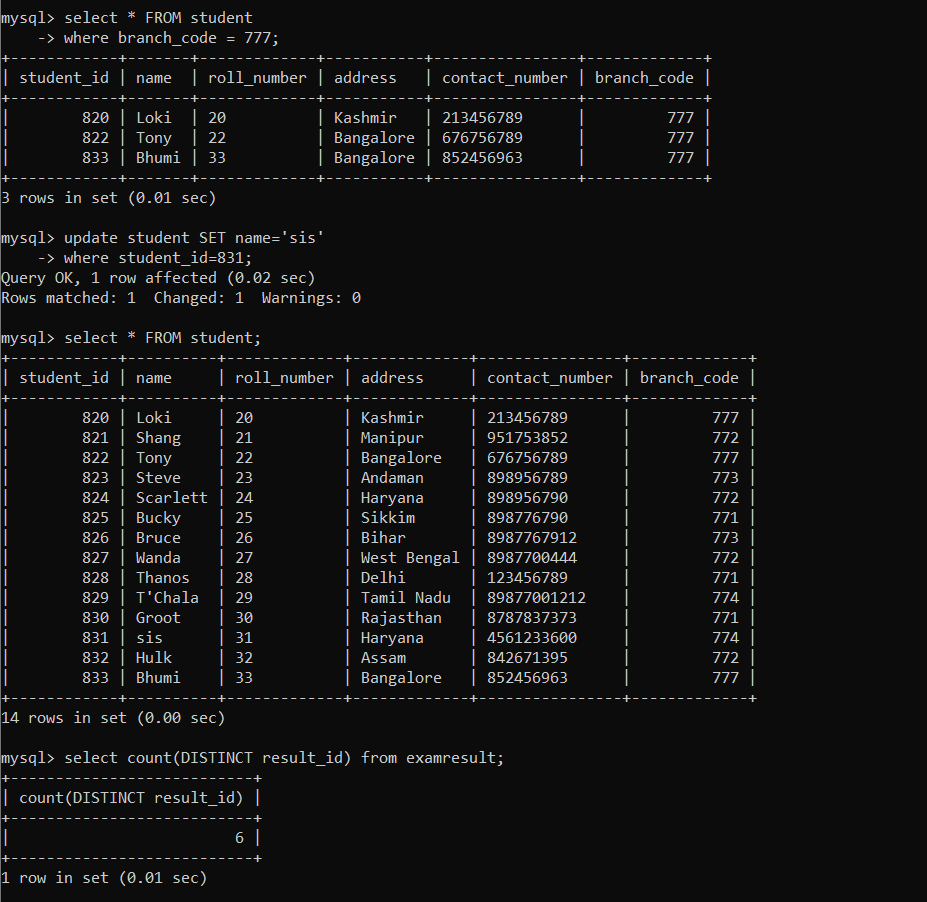 mysql> select * FROM student
    -> where branch_code = 777;
+------------+-------+-------------+-----------+----------------+-------------+
| student_id | name  | roll_number | address   | contact_number | branch_code |
+------------+-------+-------------+-----------+----------------+-------------+
|        820 | Loki  | 20          | Kashmir   | 213456789      |         777 |
|        822 | Tony  | 22          | Bangalore | 676756789      |         777 |
|        833 | Bhumi | 33          | Bangalore | 852456963      |         777 |
+------------+-------+-------------+-----------+----------------+-------------+
3 rows in set (0.01 sec)

mysql> update student SET name='sis'
    -> where student_id=831;
Query OK, 1 row affected (0.02 sec)
Rows matched: 1  Changed: 1  Warnings: 0

mysql> select * FROM student;
+------------+----------+-------------+-------------+----------------+-------------+
| student_id | name     | roll_number | address     | contact_number | branch_code |
+------------+----------+-------------+-------------+----------------+-------------+
|        820 | Loki     | 20          | Kashmir     | 213456789      |         777 |
|        821 | Shang    | 21          | Manipur     | 951753852      |         772 |
|        822 | Tony     | 22          | Bangalore   | 676756789      |         777 |
|        823 | Steve    | 23          | Andaman     | 898956789      |         773 |
|        824 | Scarlett | 24          | Haryana     | 898956790      |         772 |
|        825 | Bucky    | 25          | Sikkim      | 898776790      |         771 |
|        826 | Bruce    | 26          | Bihar       | 8987767912     |         773 |
|        827 | Wanda    | 27          | West Bengal | 8987700444     |         772 |
|        828 | Thanos   | 28          | Delhi       | 123456789      |         771 |
|        829 | T'Chala  | 29          | Tamil Nadu  | 89877001212    |         774 |
|        830 | Groot    | 30          | Rajasthan   | 8787837373     |         771 |
|        831 | sis      | 31          | Haryana     | 4561233600     |         774 |
|        832 | Hulk     | 32          | Assam       | 842671395      |         772 |
|        833 | Bhumi    | 33          | Bangalore   | 852456963      |         777 |
+------------+----------+-------------+-------------+----------------+-------------+
14 rows in set (0.00 sec)

mysql> select count(DISTINCT result_id) from examresult;
+---------------------------+
| count(DISTINCT result_id) |
+---------------------------+
|                         6 |
+---------------------------+
1 row in set (0.01 sec)